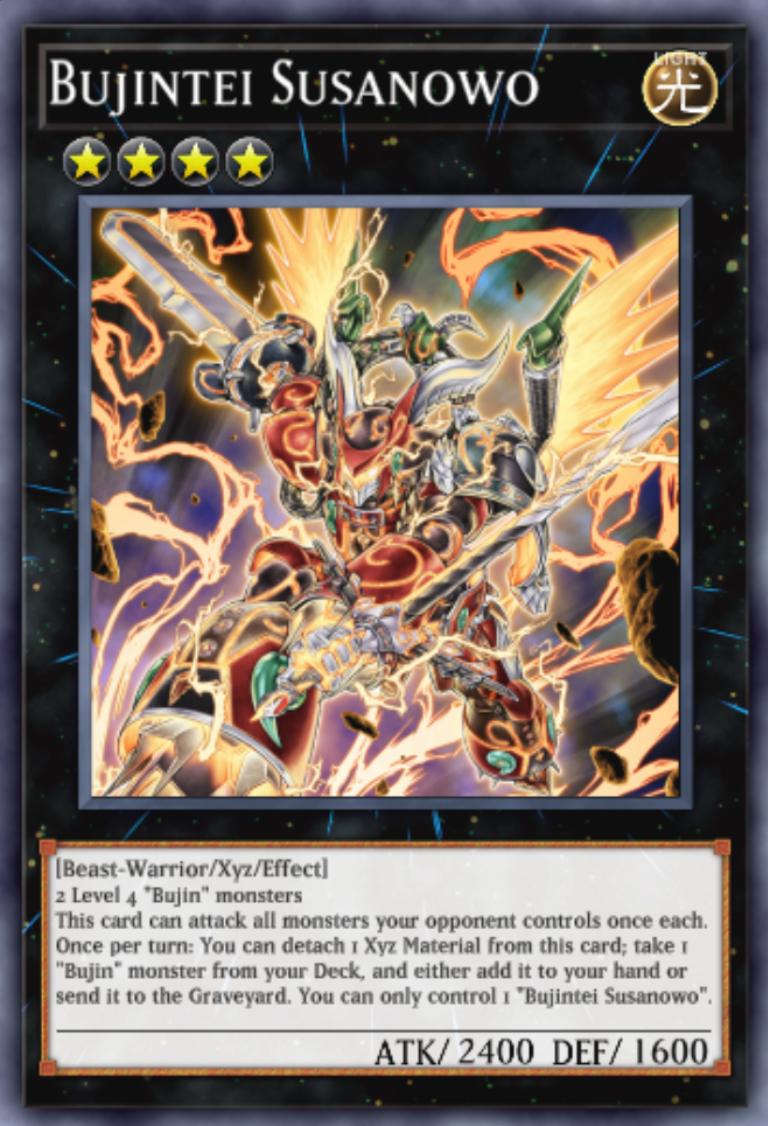 Bujintei Susanowo
LIGHT
光
[Beast-Warrior/Xyz/Effect]
2 Level 4 "Bujin" monsters
This card can attack all monsters your opponent controls once each.
Once per turn: You can detach 1 Xyz Material from this card; take 1
"Bujin" monster from your Deck, and either add it to your hand or
send it to the Graveyard. You can only control 1 "Bujintei Susanowo".
ATK/ 2400 DEF/ 1600